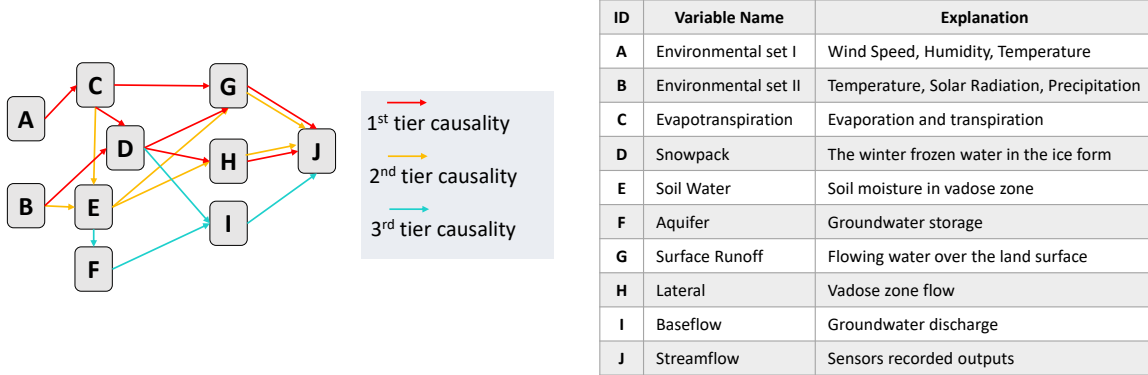 A
B
C
D
E
F
G
H
I
J
1st tier causality
2nd tier causality
3rd tier causality
ID Variable Name Explanation
A Environmental set I Wind Speed, Humidity, Temperature
B Environmental set II Temperature, Solar Radiation, Precipitation
C Evapotranspiration Evaporation and transpiration
D Snowpack The winter frozen water in the ice form
E Soil Water Soil moisture in vadose zone
F Aquifer Groundwater storage
G Surface Runoff Flowing water over the land surface
H Lateral Vadose zone flow
I Baseflow Groundwater discharge
J Streamflow Sensors recorded outputs